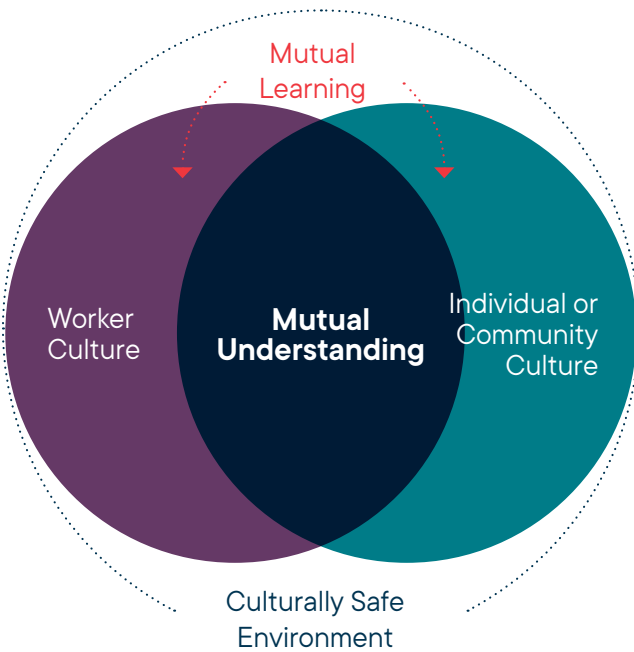 Mutual
Learning
Worker
Culture
Mutual
Understanding
Individual or
Community
Culture
Culturally Safe
Environment